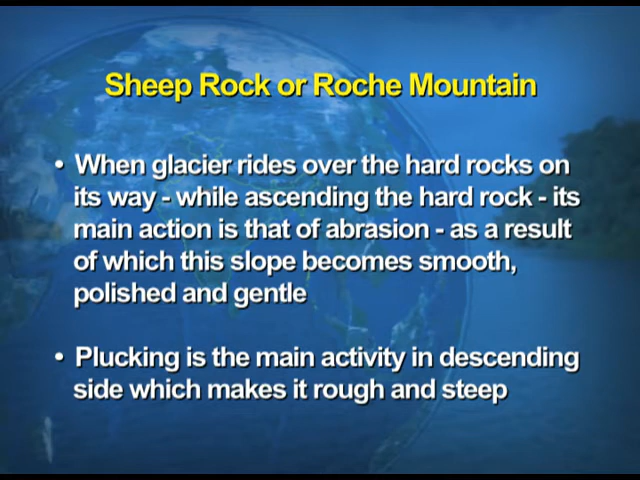 Sheep Rock or Roche Mountain
• When glacier rides over the hard rocks on
its way - while ascending the hard rock - its
main action is that of abrasion - as a result
of which this slope becomes smooth,
polished and gentle
• Plucking is the main activity in descending
side which makes it rough and steep